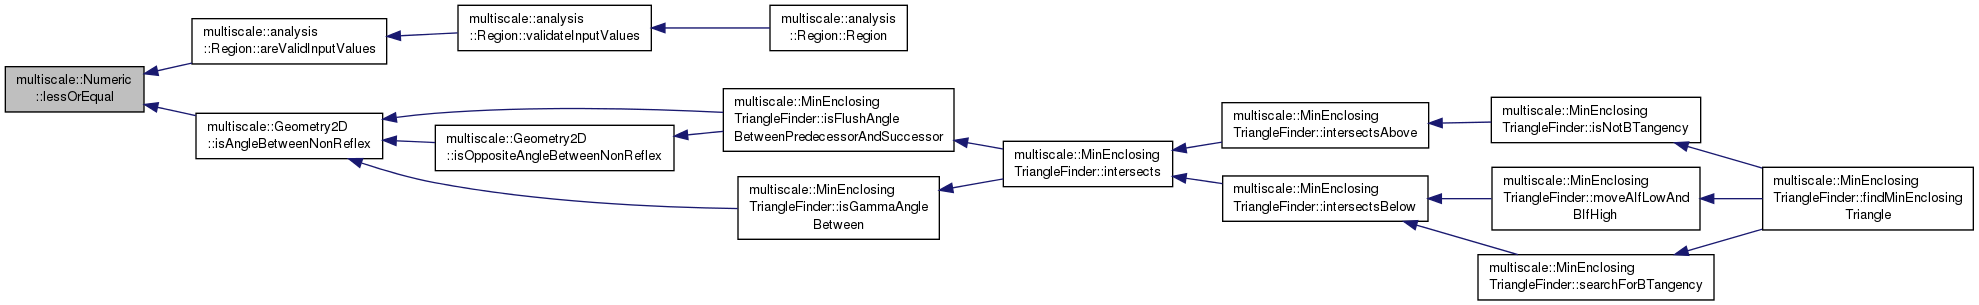 multiscale::Numeric
::lessOrEqual
multiscale::analysis
::Region::areValidInputValues
multiscale::analysis
::Region::validateInputValues
multiscale::analysis
::Region::Region
multiscale::Geometry2D
::isAngleBetweenNonReflex
multiscale::MinEnclosing
TriangleFinder::isFlushAngle
BetweenPredecessorAndSuccessor
multiscale::Geometry2D
::isOppositeAngleBetweenNonReflex
multiscale::MinEnclosing
TriangleFinder::isGammaAngle
Between
multiscale::MinEnclosing
TriangleFinder::intersects
multiscale::MinEnclosing
TriangleFinder::intersectsAbove
multiscale::MinEnclosing
TriangleFinder::isNotBTangency
multiscale::MinEnclosing
TriangleFinder::intersectsBelow
multiscale::MinEnclosing
TriangleFinder::moveAIfLowAnd
BIfHigh
multiscale::MinEnclosing
TriangleFinder::searchForBTangency
multiscale::MinEnclosing
TriangleFinder::findMinEnclosing
Triangle